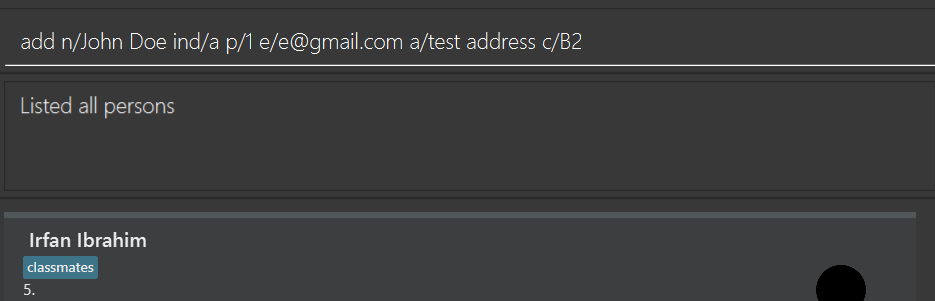 add n/John Doe ind/a p/1 e/e@gmail.com a/test address c/B2
Listed all persons
Irfan Ibrahim
classmates
5.